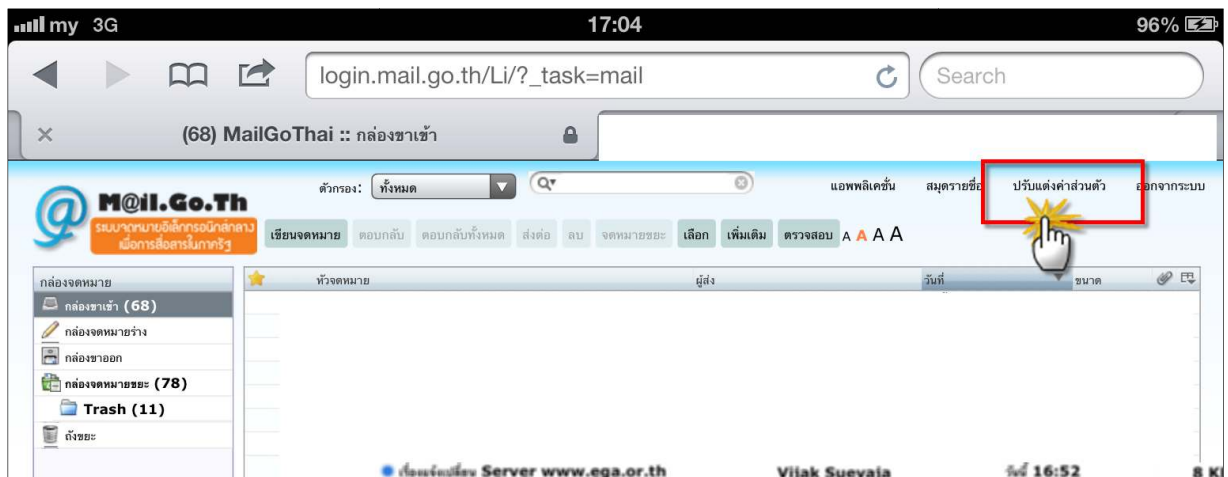 my 3G 17:04 96%
login.mail.go.th/Li/?_task=mail Search
(68) MailGoThai :: กล่องขาเข้า
ตัวกรอง: ทั้งหมด แอพพลิเคชั่น สมุดรายชื่อ ปรับแต่งค่าส่วนตัว ออกจากระบบ
M@il.Go.Th
ระบบจดหมายอิเล็กทรอนิกส์กลาง
เพื่อการสื่อสารในภาครัฐ
เขียนจดหมาย ตอบกลับ ตอบกลับทั้งหมด ส่งต่อ ลบ จดหมายขยะ เลือก เพิ่มเติม ตรวจสอบ A A A A
กล่องจดหมาย หัวจดหมาย ผู้ส่ง วันที่ ขนาด
กล่องขาเข้า (68)
กล่องจดหมายร่าง
กล่องขาออก
กล่องจดหมายขยะ (78)
Trash (11)
ถังขยะ
Server www.ega.or.th Vijak Suevaja วันนี้ 16:52 8